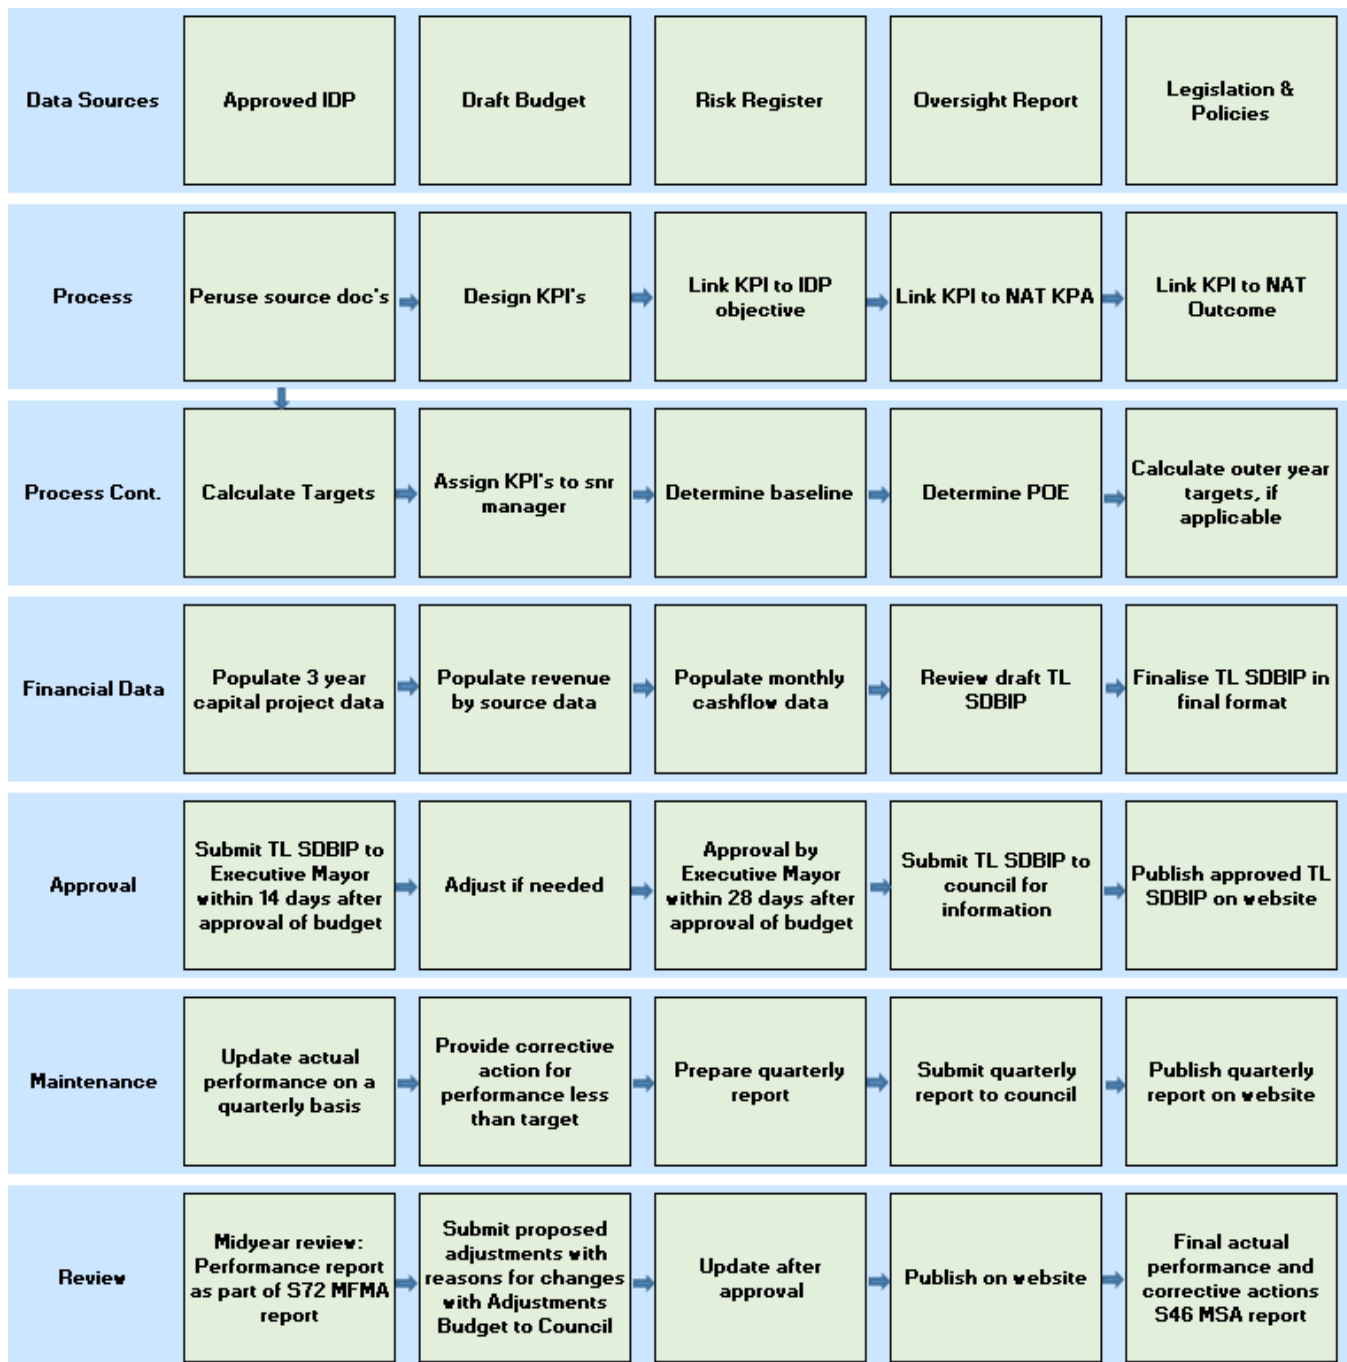 Data Sources
Approved IDP
Draft Budget
Risk Register
Oversight Report
Legislation &
Policies
Process
Peruse source doc's
Design KPI's
Link KPI to IDP
objective
Link KPI to NAT KPA
Link KPI to NAT
Outcome
Process Cont.
Calculate Targets
Assign KPI's to snr
manager
Determine baseline
Determine POE
Calculate outer year
targets, if
applicable
Financial Data
Populate 3 year
capital project data
Populate revenue
by source data
Populate monthly
cashflow data
Review draft TL
SDBIP
Finalise TL SDBIP in
final format
Approval
Submit TL SDBIP to
Executive Mayor
within 14 days after
approval of budget
Adjust if needed
Approval by
Executive Mayor
within 28 days after
approval of budget
Submit TL SDBIP to
council for
information
Publish approved TL
SDBIP on website
Maintenance
Update actual
performance on a
quarterly basis
Provide corrective
action for
performance less
than target
Prepare quarterly
report
Submit quarterly
report to council
Publish quarterly
report on website
Review
Midyear review:
Performance report
as part of S72 MFMA
report
Submit proposed
adjustments with
reasons for changes
with Adjustments
Budget to Council
Update after
approval
Publish on website
Final actual
performance and
corrective actions
S46 MSA report